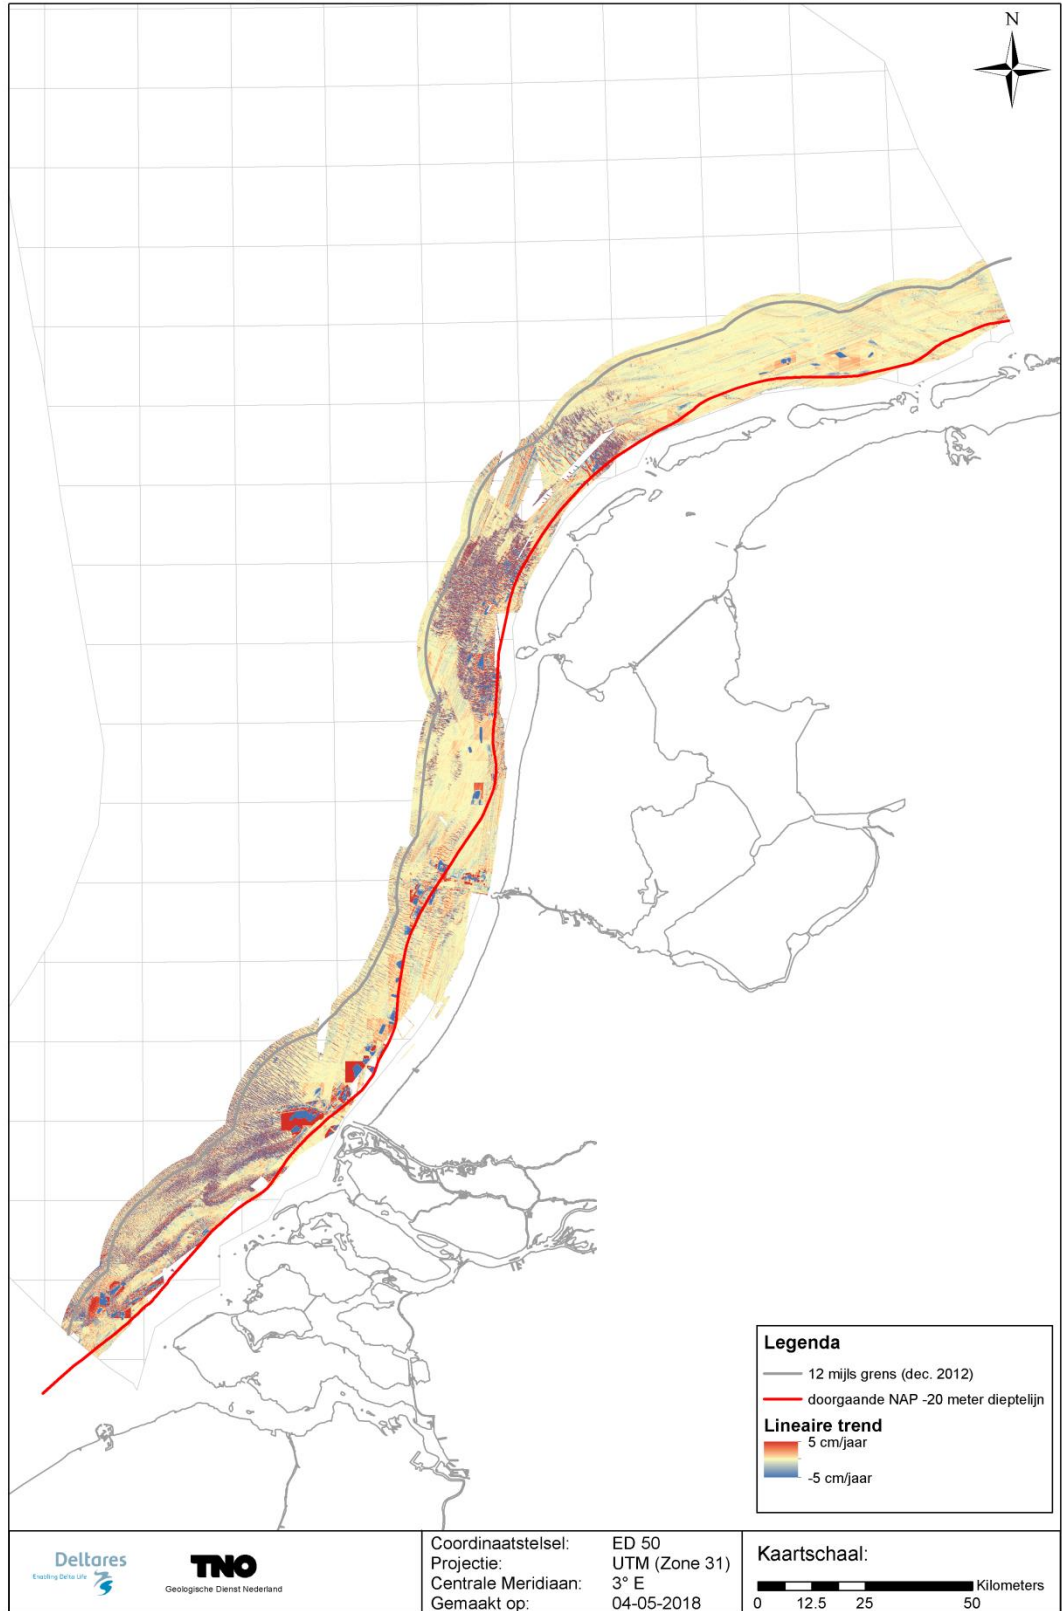 N
Legenda
12 mijls grens (dec. 2012)
doorgaande NAP -20 meter dieptelijn
Lineaire trend
5 cm/jaar
-5 cm/jaar
Deltares
Enabling Delta Life
TNO
Geologische Dienst Nederland
Coordinaatstelsel: ED 50
Projectie: UTM (Zone 31)
Centrale Meridiaan: 3° E
Gemaakt op: 04-05-2018
Kaartschaal:
Kilometers
0 12.5 25 50